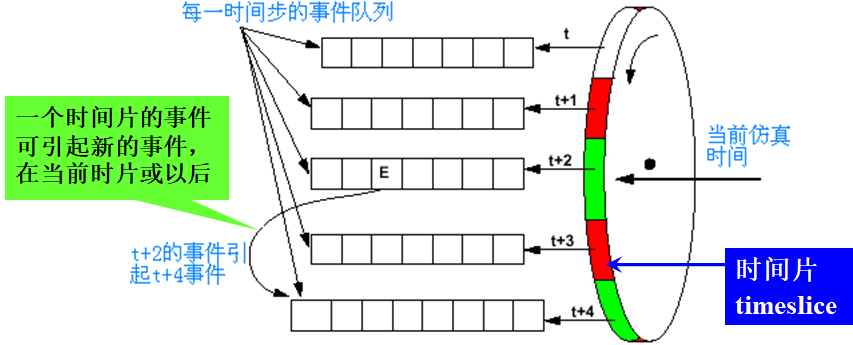 每一时间步的事件队列
t
一个时间片的事件
可引起新的事件，
在当前时片或以后
t+1
当前仿真
时间
t+2
E
t+2的事件引
起t+4事件
t+3
时间片
timeslice
t+4